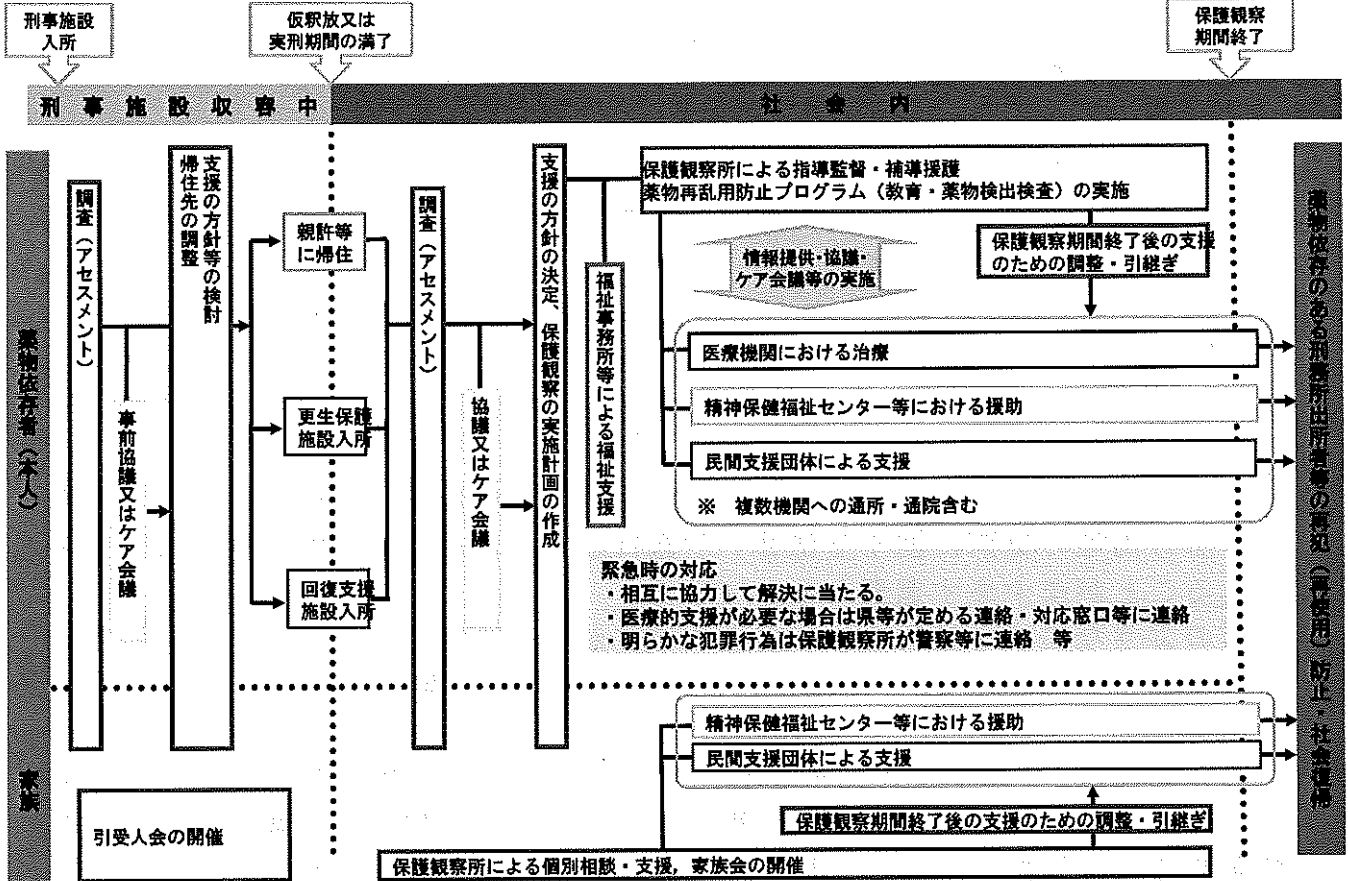 刑事施設
入所
仮釈放又は
実刑期間の満了
保護観察
期間終了
刑事施設収容中
社会内
薬物依存者（本人）
家族
調査（アセスメント）
事前協議又はケア会議
支援の方針等の検討
帰住先の調整
親許等
に帰住
更生保護
施設入所
回復支援
施設入所
調査（アセスメント）
協議又はケア会議
支援の方針の決定、保護観察の実施計画の作成
福祉事務所等による福祉支援
保護観察所による指導監督・補導援護
薬物再乱用防止プログラム（教育・薬物検出検査）の実施
情報提供・協議・
ケア会議等の実施
保護観察期間終了後の支援
のための調整・引継ぎ
医療機関における治療
精神保健福祉センター等における援助
民間支援団体による支援
※　複数機関への通所・通院含む
緊急時の対応
・相互に協力して解決に当たる。
・医療的支援が必要な場合は県等が定める連絡・対応窓口等に連絡
・明らかな犯罪行為は保護観察所が警察等に連絡　等
精神保健福祉センター等における援助
民間支援団体による支援
保護観察期間終了後の支援のための調整・引継ぎ
引受人会の開催
保護観察所による個別相談・支援，家族会の開催
薬物依存のある刑務所出所者等の再犯（再使用）防止・社会復帰